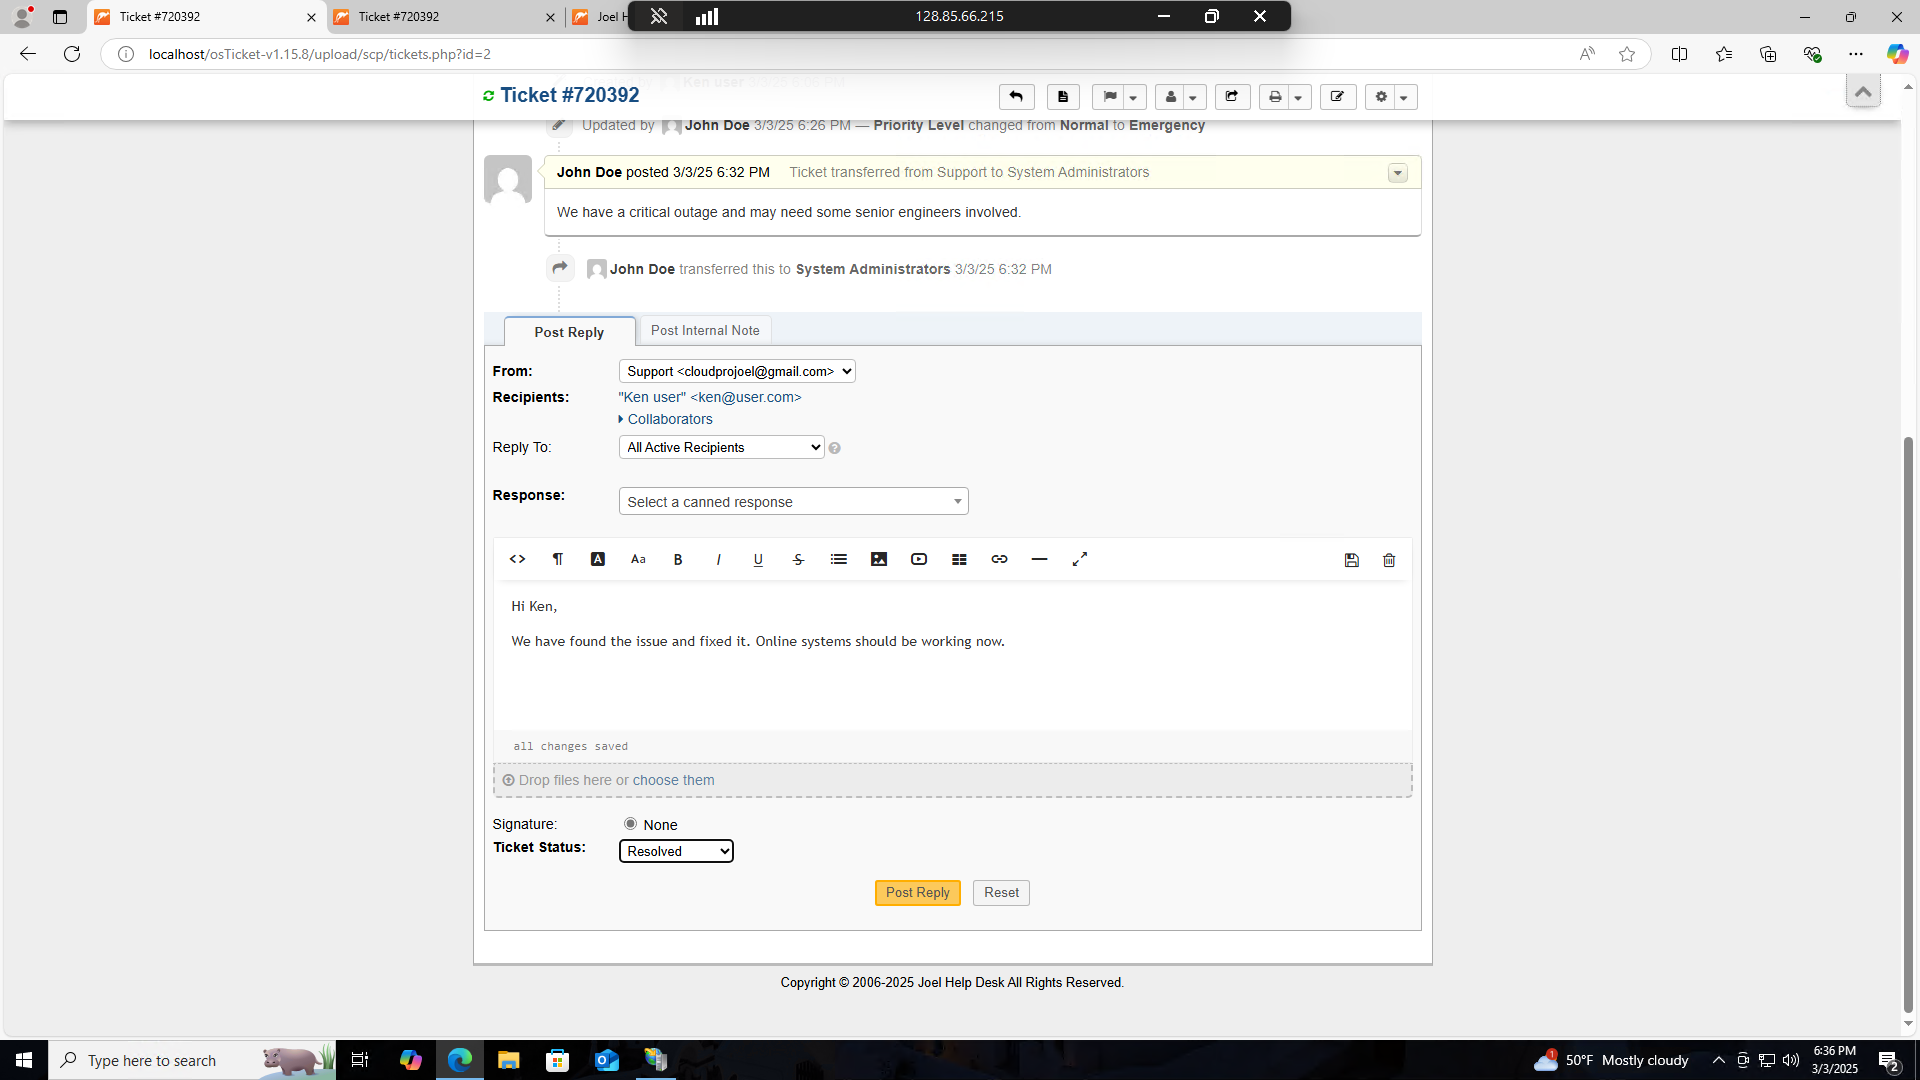 Ticket #720392
Ticket #720392
Joel H
128.85.66.215
localhost/osTicket-v1.15.8/upload/scp/tickets.php?id=2
Ken user
Ticket #720392
Updated by John Doe 3/3/25 6:26 PM — Priority Level changed from Normal to Emergency
John Doe posted 3/3/25 6:32 PM Ticket transferred from Support to System Administrators
We have a critical outage and may need some senior engineers involved.
John Doe transferred this to System Administrators 3/3/25 6:32 PM
Post Reply
Post Internal Note
From: Support <cloudprojoel@gmail.com>
Recipients: "Ken user" <ken@user.com>
Collaborators
Reply To: All Active Recipients
Response: Select a canned response
Aa B I U S
Hi Ken,
We have found the issue and fixed it. Online systems should be working now.
all changes saved
Drop files here or choose them
Signature: None
Ticket Status: Resolved
Post Reply Reset
Copyright © 2006-2025 Joel Help Desk All Rights Reserved.
Type here to search
1
50°F Mostly cloudy
6:36 PM
3/3/2025
2